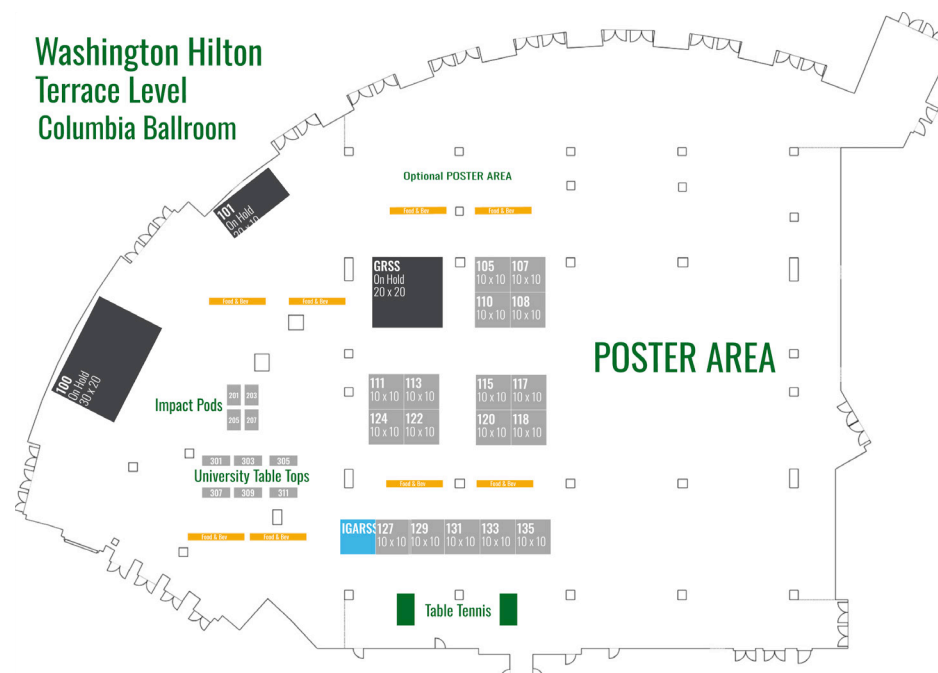 Washington Hilton
Terrace Level
Columbia Ballroom
Optional POSTER AREA
Food & Bev
Food & Bev
101
On Hold
20 x 10
GRSS
On Hold
20 x 20
105
10 x 10
107
10 x 10
110
10 x 10
108
10 x 10
Food & Bev
Food & Bev
100
On Hold
30 x 20
POSTER AREA
111
10 x 10
113
10 x 10
115
10 x 10
117
10 x 10
124
10 x 10
122
10 x 10
120
10 x 10
118
10 x 10
Impact Pods
201
203
205
207
301
303
305
University Table Tops
307
309
311
Food & Bev
Food & Bev
IGARSS
127
10 x 10
129
10 x 10
131
10 x 10
133
10 x 10
135
10 x 10
Food & Bev
Food & Bev
Table Tennis